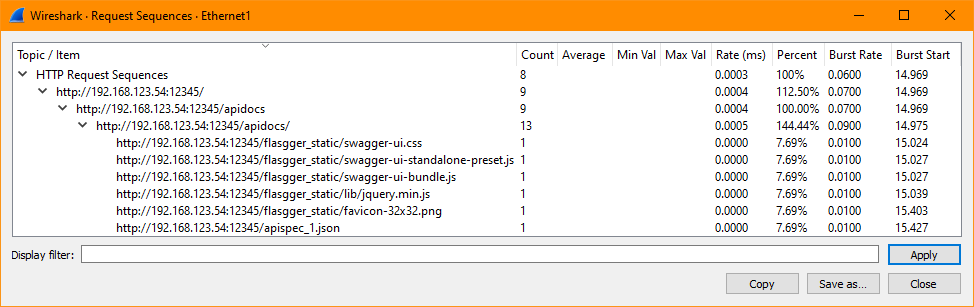 Wireshark · Request Sequences · Ethernet1
Topic / Item Count Average Min Val Max Val Rate (ms) Percent Burst Rate Burst Start
HTTP Request Sequences 8 0.0003 100% 0.0600 14.969
http://192.168.123.54:12345/ 9 0.0004 112.50% 0.0700 14.969
http://192.168.123.54:12345/apidocs 9 0.0004 100.00% 0.0700 14.969
http://192.168.123.54:12345/apidocs/ 13 0.0005 144.44% 0.0900 14.975
http://192.168.123.54:12345/flasgger_static/swagger-ui.css 1 0.0000 7.69% 0.0100 15.024
http://192.168.123.54:12345/flasgger_static/swagger-ui-standalone-preset.js 1 0.0000 7.69% 0.0100 15.027
http://192.168.123.54:12345/flasgger_static/swagger-ui-bundle.js 1 0.0000 7.69% 0.0100 15.027
http://192.168.123.54:12345/flasgger_static/lib/jquery.min.js 1 0.0000 7.69% 0.0100 15.039
http://192.168.123.54:12345/flasgger_static/favicon-32x32.png 1 0.0000 7.69% 0.0100 15.403
http://192.168.123.54:12345/apispec_1.json 1 0.0000 7.69% 0.0100 15.427
Display filter: Apply
Copy Save as... Close